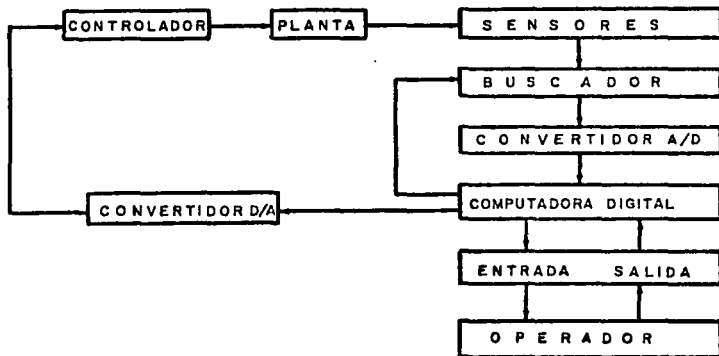 CONTROLADOR
PLANTA
SENSORES
BUSCADOR
CONVERTIDOR A/D
COMPUTADORA DIGITAL
CONVERTIDOR D/A
ENTRADA SALIDA
OPERADOR